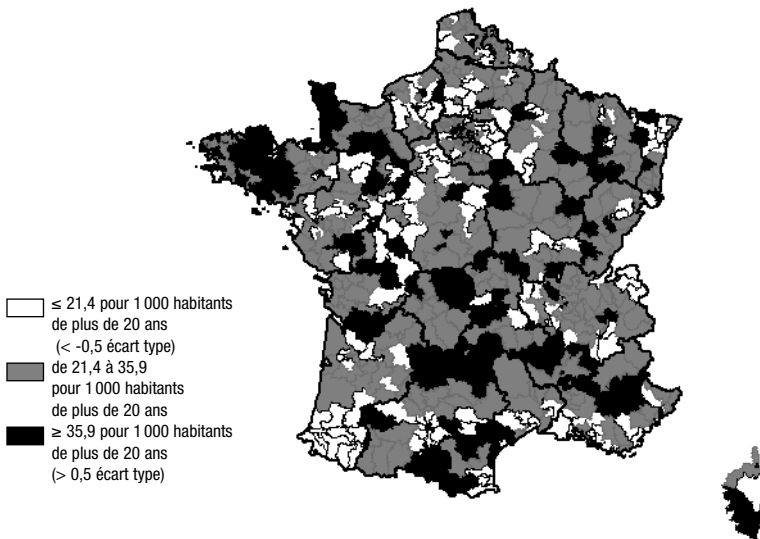 ≤ 21,4 pour 1 000 habitants
de plus de 20 ans
(< -0,5 écart type)
de 21,4 à 35,9
pour 1 000 habitants
de plus de 20 ans
≥ 35,9 pour 1 000 habitants
de plus de 20 ans
(> 0,5 écart type)